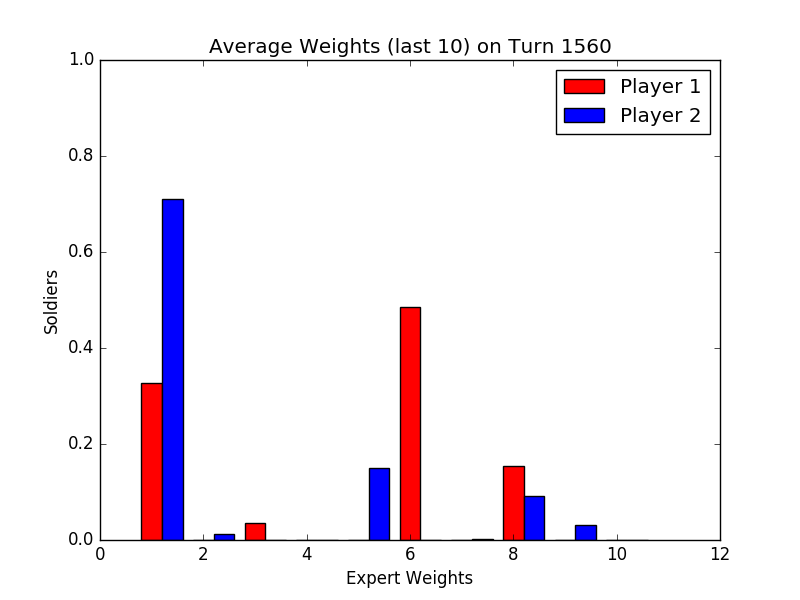 Average Weights (last 10) on Turn 1560
1.0
0.8
0.6
0.4
0.2
0.0
Soldiers
Player 1
Player 2
0 2 4 6 8 10 12
Expert Weights